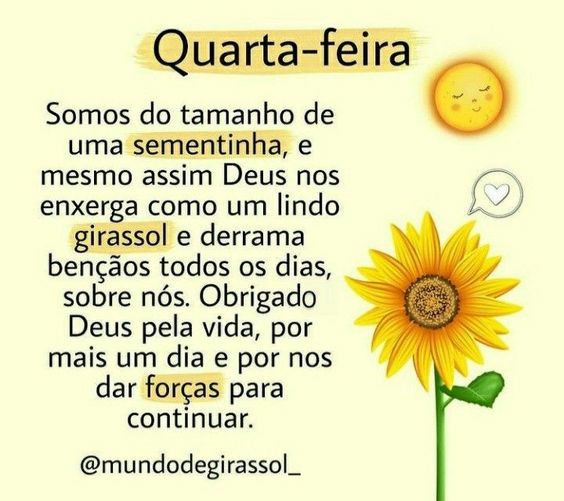 Quarta-feira
Somos do tamanho de
uma sementinha, e
mesmo assim Deus nos
enxerga como um lindo
girassol e derrama
bençãos todos os dias,
sobre nós. Obrigado
Deus pela vida, por
mais um dia e por nos
dar forças para
continuar.
@mundodegirassol_